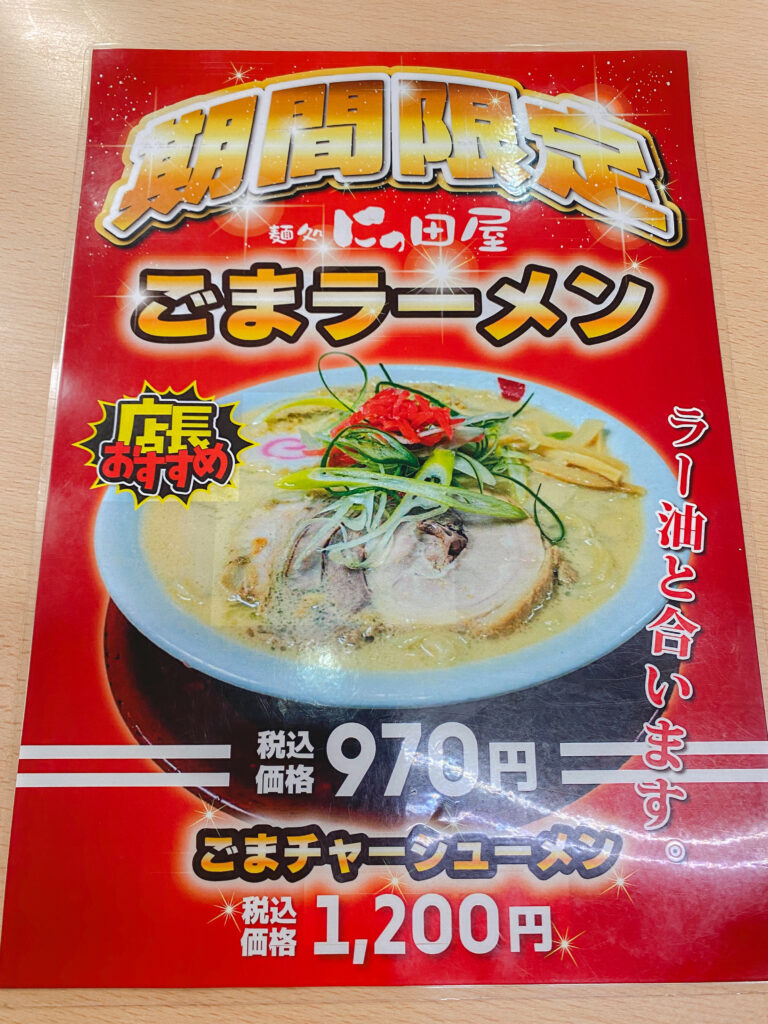 期間限定
麺処 にの田屋
ごまラーメン
店長
おすすめ
ラー油と合います。
税込
価格
970円
ごまチャーシューメン
税込
価格
1,200円